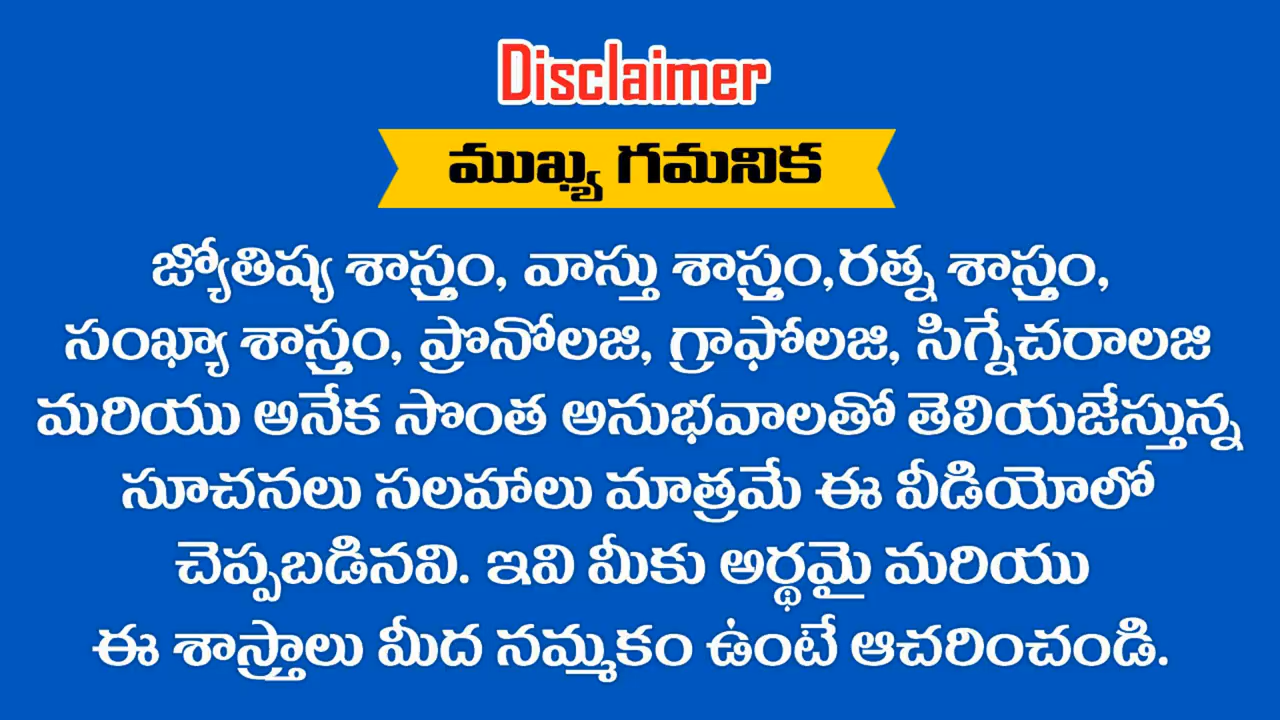 Disclaimer
ముఖ్య గమనిక
జ్యోతిష్య శాస్త్రం, వాస్తు శాస్త్రం,రత్న శాస్త్రం,
సంఖ్యా శాస్త్రం, ప్రొనోలజి, గ్రాఫోలజి, సిగ్నేచరాలజి
మరియు అనేక సొంత అనుభవాలతో తెలియజేస్తున్న
సూచనలు సలహాలు మాత్రమే ఈ వీడియోలో
చెప్పబడినవి. ఇవి మీకు అర్థమై మరియు
ఈ శాస్త్రాలు మీద నమ్మకం ఉంటే ఆచరించండి.